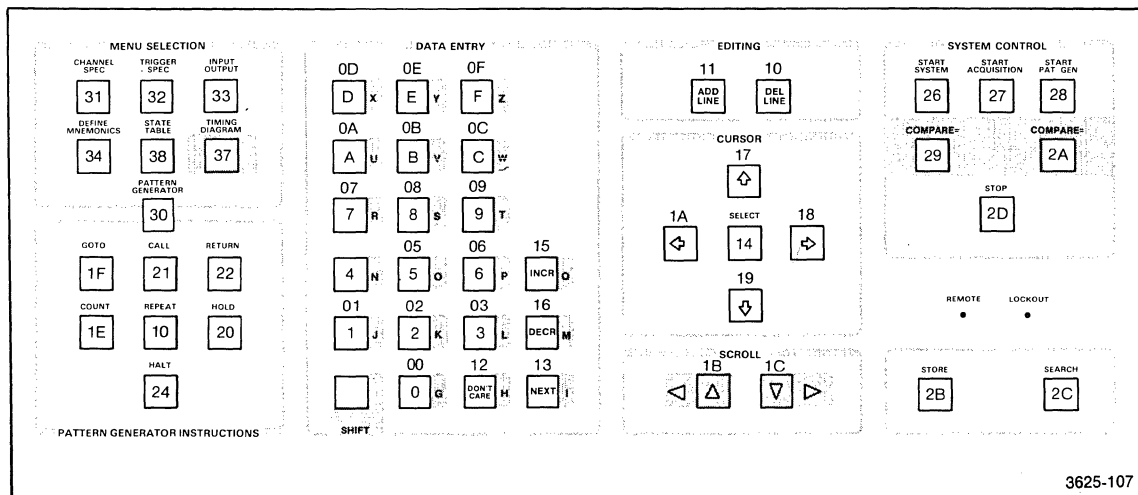 MENU SELECTION
CHANNEL SPEC
TRIGGER SPEC
INPUT OUTPUT
31
32
33
DEFINE MNEMONICS
STATE TABLE
TIMING DIAGRAM
34
38
37
PATTERN GENERATOR
30
GOTO
CALL
RETURN
1F
21
22
COUNT
REPEAT
HOLD
1E
10
20
HALT
24
PATTERN GENERATOR INSTRUCTIONS
DATA ENTRY
0D
0E
0F
D X
E Y
F Z
0A
0B
0C
A U
B V
C W
07
08
09
7 R
8 S
9 T
05
06
15
4 N
5 O
6 P
INCR Q
01
02
03
16
1 J
2 K
3 L
DECR M
00
12
13
0 G
DON'T CARE H
NEXT I
SHIFT
EDITING
11
10
ADD LINE
DEL LINE
CURSOR
17
1A
SELECT
18
14
19
SCROLL
1B
1C
SYSTEM CONTROL
START SYSTEM
START ACQUISITION
START PAT GEN
26
27
28
COMPARE=
COMPARE=
29
2A
STOP
2D
REMOTE
LOCKOUT
STORE
SEARCH
2B
2C
3625-107